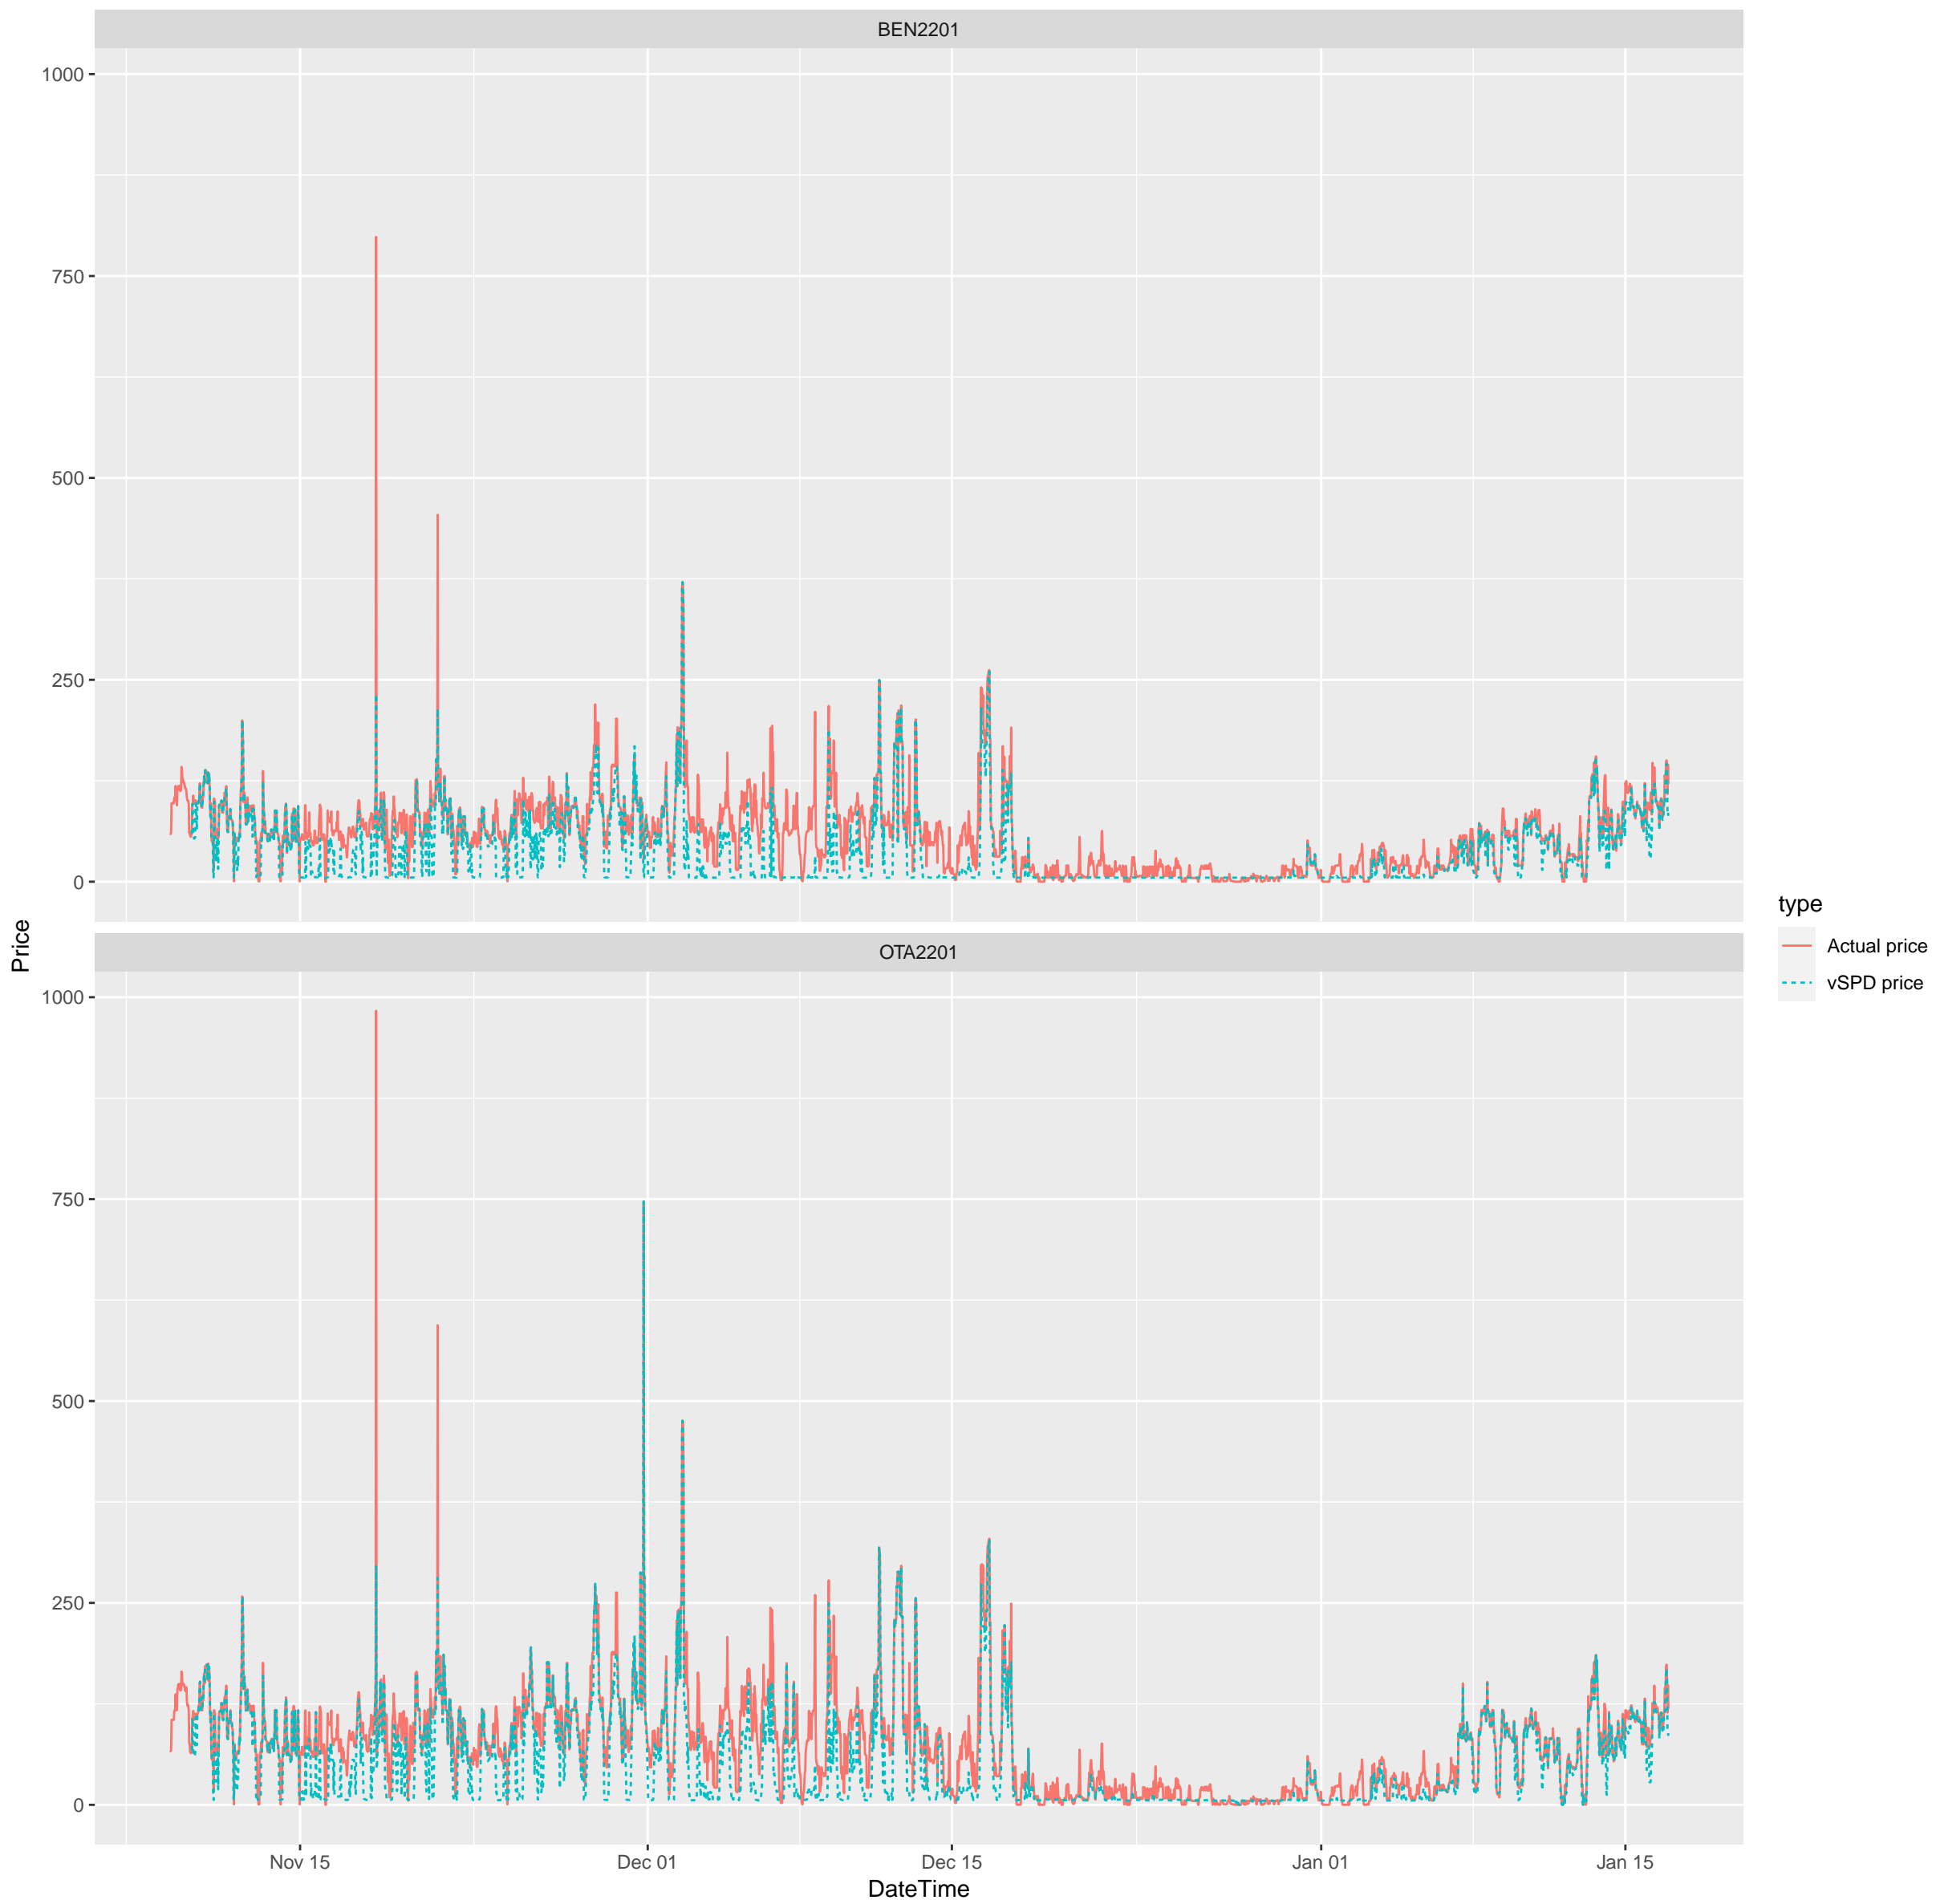 BEN2201
1000
750
500
250
0
OTA2201
1000
750
500
250
0
Nov 15
Dec 01
Dec 15
Jan 01
Jan 15
DateTime
Price
type
Actual price
vSPD price